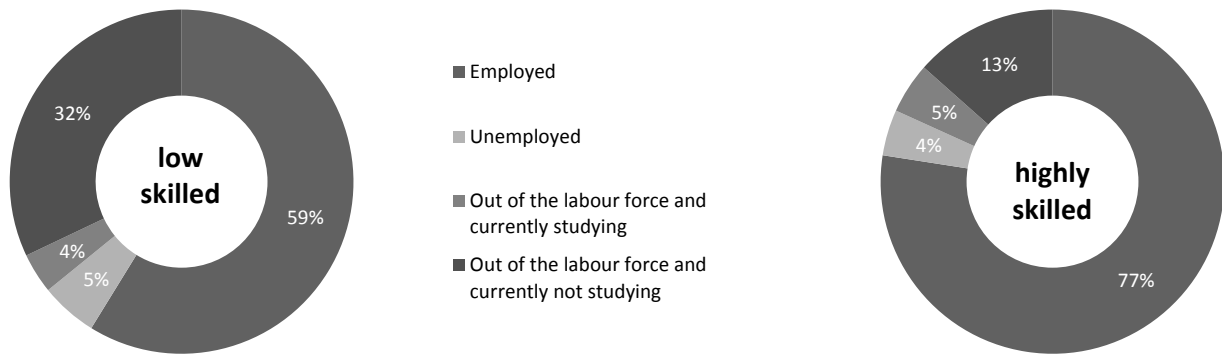 32%
low
skilled
59%
4%
5%
Employed
Unemployed
Out of the labour force and
currently studying
Out of the labour force and
currently not studying
13%
5%
4%
highly
skilled
77%